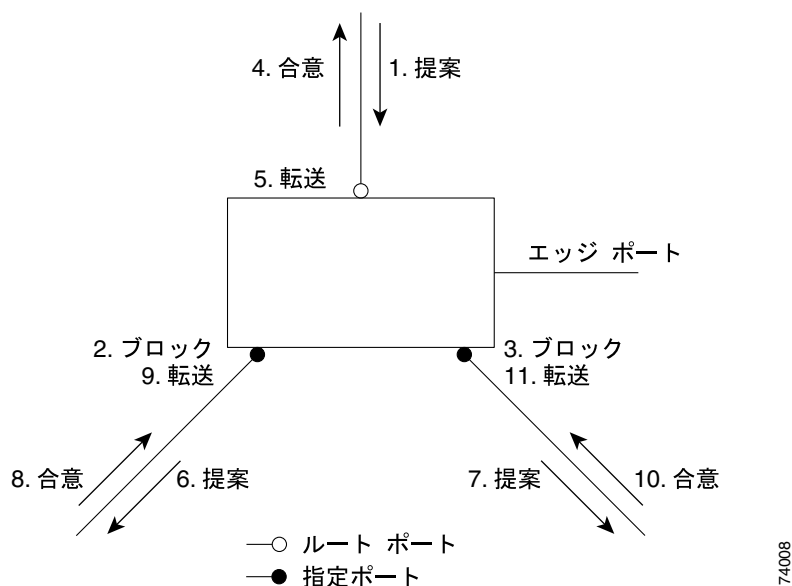 4. 合意
1. 提案
5. 転送
エッジ ポート
2. ブロック
9. 転送
3. ブロック
11. 転送
8. 合意
6. 提案
7. 提案
10. 合意
ルート ポート
指定ポート
74008